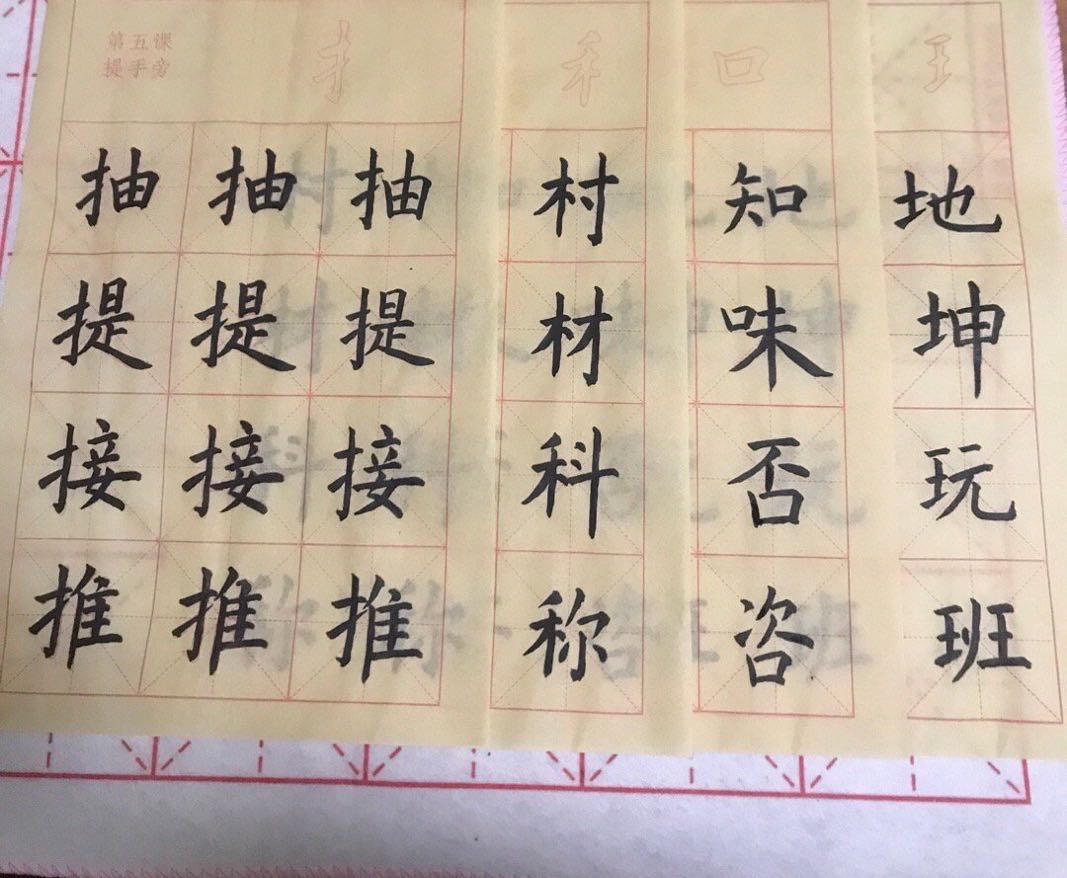 第五课
提手旁
扌 禾 口 王
抽 抽 抽 村 知 地
提 提 提 材 味 坤
接 接 接 科 否 玩
推 推 推 称 咨 班